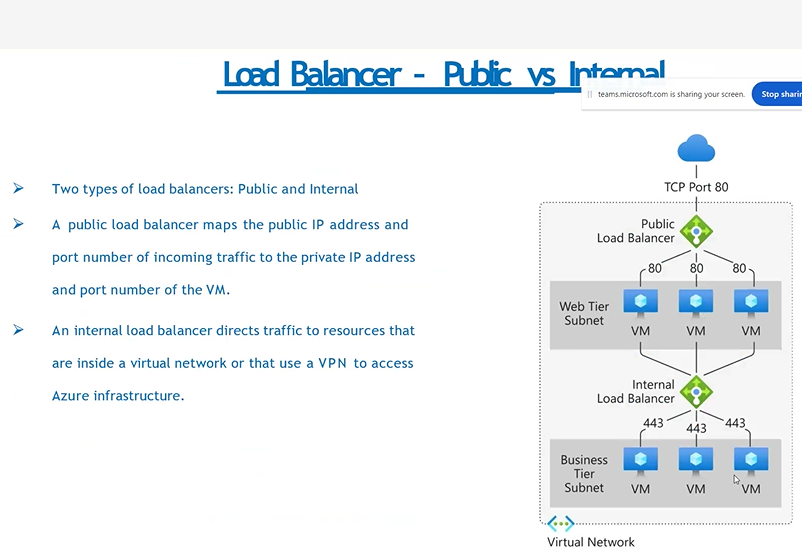 Load Balancer - Public vs Internal
teams.microsoft.com is sharing your screen.
Stop sharin
Two types of load balancers: Public and Internal
A public load balancer maps the public IP address and
port number of incoming traffic to the private IP address
and port number of the VM.
An internal load balancer directs traffic to resources that
are inside a virtual network or that use a VPN to access
Azure infrastructure.
TCP Port 80
Public
Load Balancer
80 80 80
Web Tier
Subnet
VM VM VM
Internal
Load Balancer
443 443 443
Business
Tier
Subnet
VM VM VM
Virtual Network